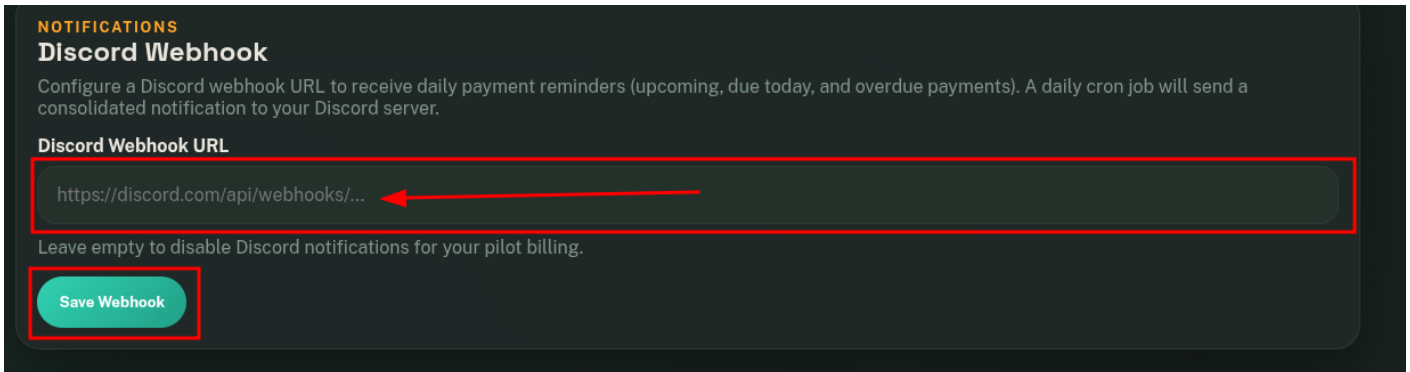 NOTIFICATIONS
Discord Webhook
Configure a Discord webhook URL to receive daily payment reminders (upcoming, due today, and overdue payments). A daily cron job will send a
consolidated notification to your Discord server.
Discord Webhook URL
https://discord.com/api/webhooks/...
Leave empty to disable Discord notifications for your pilot billing.
Save Webhook